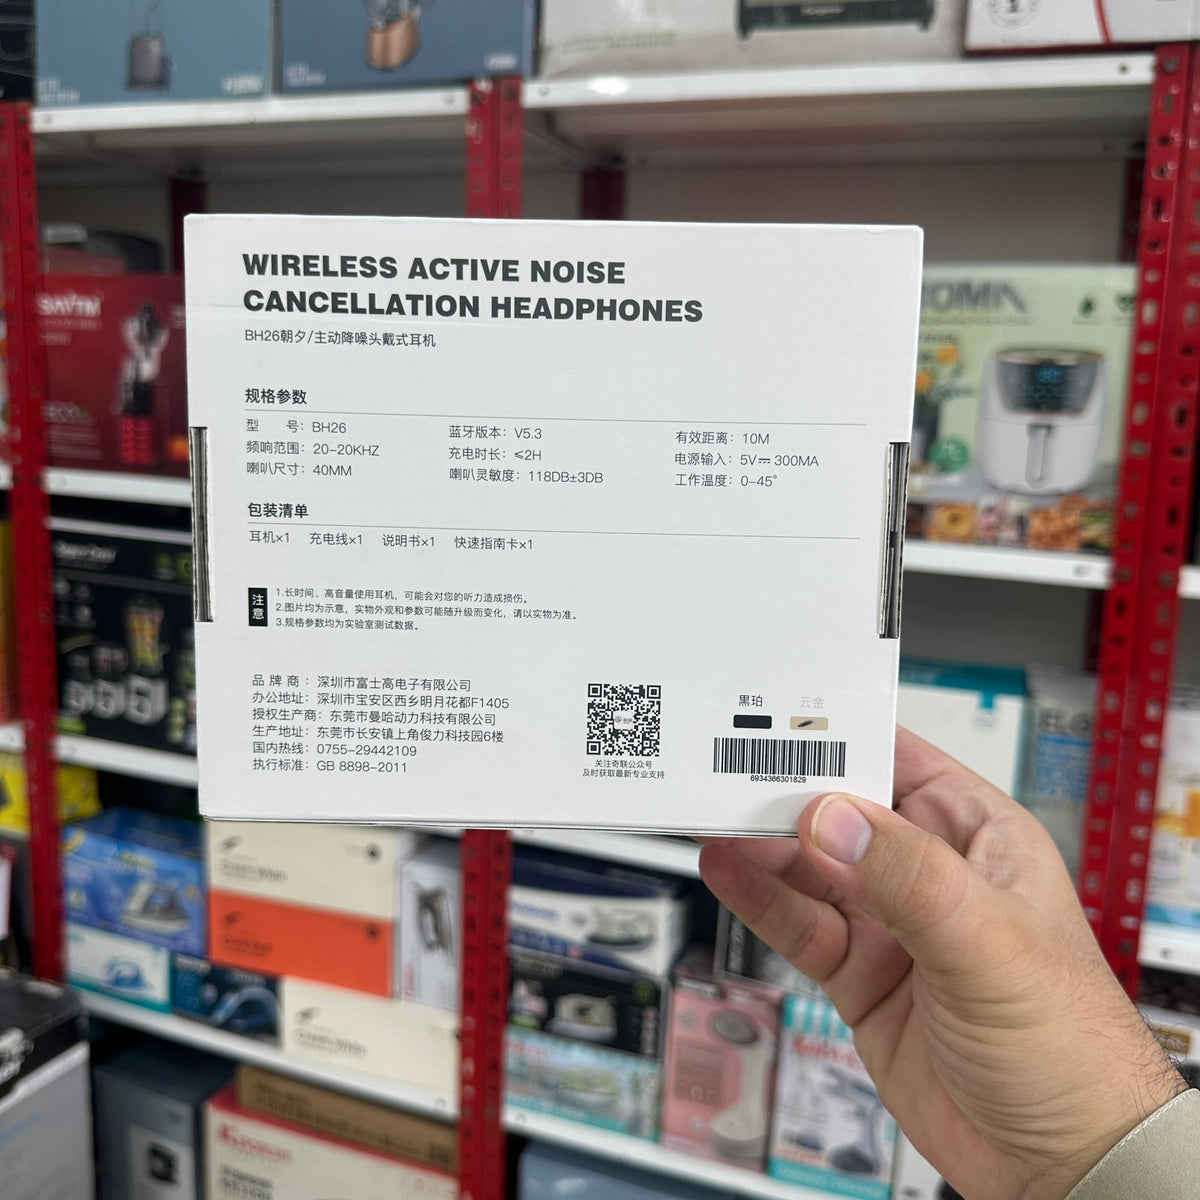 WIRELESS ACTIVE NOISE
CANCELLATION HEADPHONES
BH26朝夕/主动降噪头戴式耳机
规格参数
型 号: BH26 蓝牙版本: V5.3 有效距离: 10M
频响范围: 20-20KHZ 充电时长: ≤2H 电源输入: 5V⎓300MA
喇叭尺寸: 40MM 喇叭灵敏度: 118DB±3DB 工作温度: 0-45°
包装清单
耳机×1 充电线×1 说明书×1 快速指南卡×1
注意
1.长时间、高音量使用耳机,可能会对您的听力造成损伤。
2.图片均为示意,实物外观和参数可能随升级而变化,请以实物为准。
3.规格参数均为实验室测试数据。
品牌商: 深圳市富士高电子有限公司
办公地址: 深圳市宝安区西乡明月花都F1405
授权生产商: 东莞市曼哈动力科技有限公司
生产地址: 东莞市长安镇上角俊力科技园6楼
国内热线: 0755-29442109
执行标准: GB 8898-2011
关注奇联公众号
及时获取最新专业支持
黑珀 云金
6934366301829